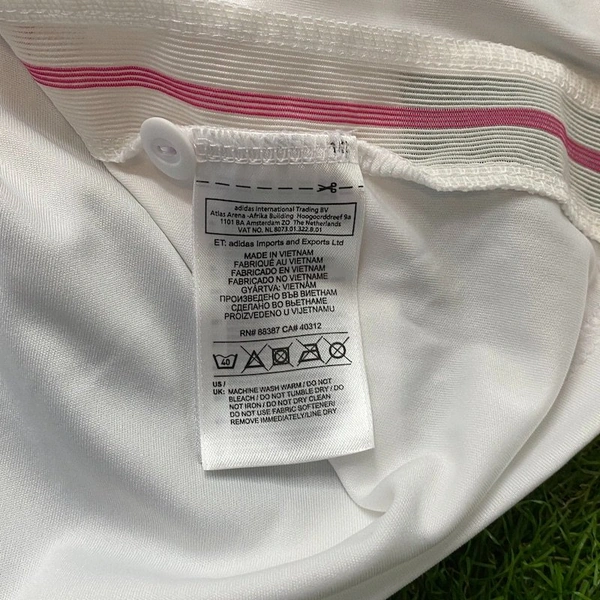 adidas International Trading BV
Atlas Arena -Afrika Building Hoogoorddreef 9a
1101 BA Amsterdam ZO The Netherlands
VAT NO. NL 8073.01.322.B.01
ET: adidas Imports and Exports Ltd
MADE IN VIETNAM
FABRIQUÉ AU VIETNAM
FABRICADO EN VIETNAM
FABRICADO NO VIETNAME
GYÁRTVA: VIETNÁM
ПРОИЗВЕДЕНО ВЪВ ВИЕТНАМ
СДЕЛАНО ВО ВЬЕТНАМЕ
PROIZVEDENO U VIJETNAMU
RN# 88387 CA# 40312
40
US /
UK: MACHINE WASH WARM / DO NOT
BLEACH / DO NOT TUMBLE DRY / DO
NOT IRON / DO NOT DRY CLEAN
DO NOT USE FABRIC SOFTENER!
REMOVE IMMEDIATELY/LINE DRY